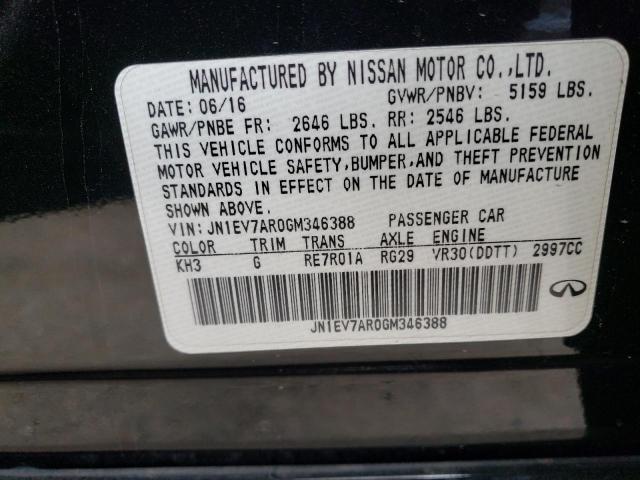 MANUFACTURED BY NISSAN MOTOR CO.,LTD.
DATE: 06/16 GVWR/PNBV: 5159 LBS.
GAWR/PNBE FR: 2646 LBS. RR: 2546 LBS.
THIS VEHICLE CONFORMS TO ALL APPLICABLE FEDERAL
MOTOR VEHICLE SAFETY,BUMPER,AND THEFT PREVENTION
STANDARDS IN EFFECT ON THE DATE OF MANUFACTURE
SHOWN ABOVE.
VIN: JN1EV7AR0GM346388 PASSENGER CAR
COLOR TRIM TRANS AXLE ENGINE
KH3 G RE7R01A RG29 VR30(DDTT) 2997CC
JN1EV7AR0GM346388